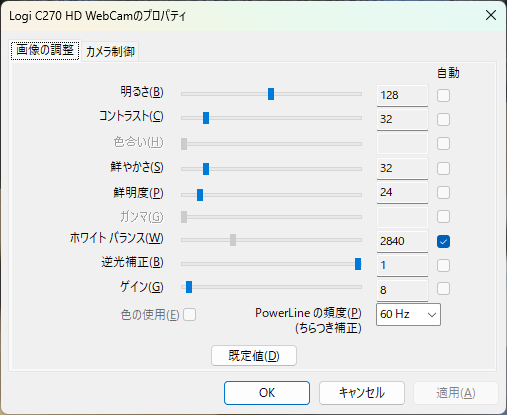 Logi C270 HD WebCamのプロパティ
画像の調整 カメラ制御
自動
明るさ(B) 128
コントラスト(C) 32
色合い(H)
鮮やかさ(S) 32
鮮明度(P) 24
ガンマ(G)
ホワイト バランス(W) 2840
逆光補正(B) 1
ゲイン(G) 8
色の使用(E) PowerLine の頻度(P) 60 Hz
(ちらつき補正)
既定値(D)
OK キャンセル 適用(A)